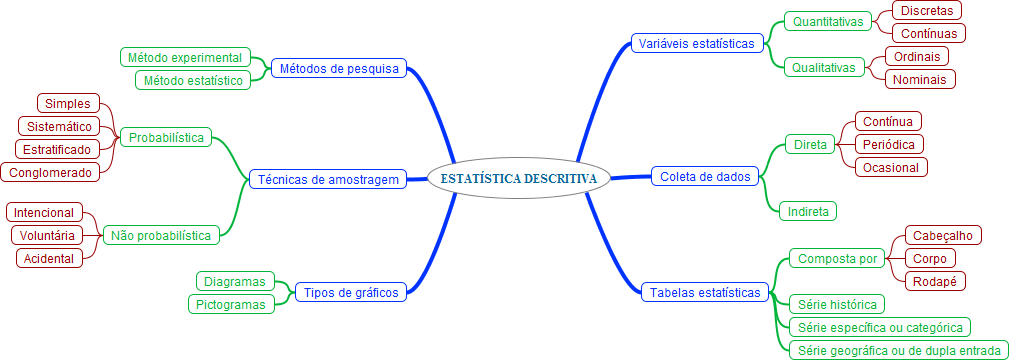 ESTATÍSTICA DESCRITIVA
Métodos de pesquisa
Método experimental
Método estatístico
Técnicas de amostragem
Probabilística
Simples
Sistemático
Estratificado
Conglomerado
Não probabilística
Intencional
Voluntária
Acidental
Tipos de gráficos
Diagramas
Pictogramas
Variáveis estatísticas
Quantitativas
Discretas
Contínuas
Qualitativas
Ordinais
Nominais
Coleta de dados
Direta
Contínua
Periódica
Ocasional
Indireta
Tabelas estatísticas
Composta por
Cabeçalho
Corpo
Rodapé
Série histórica
Série específica ou categórica
Série geográfica ou de dupla entrada